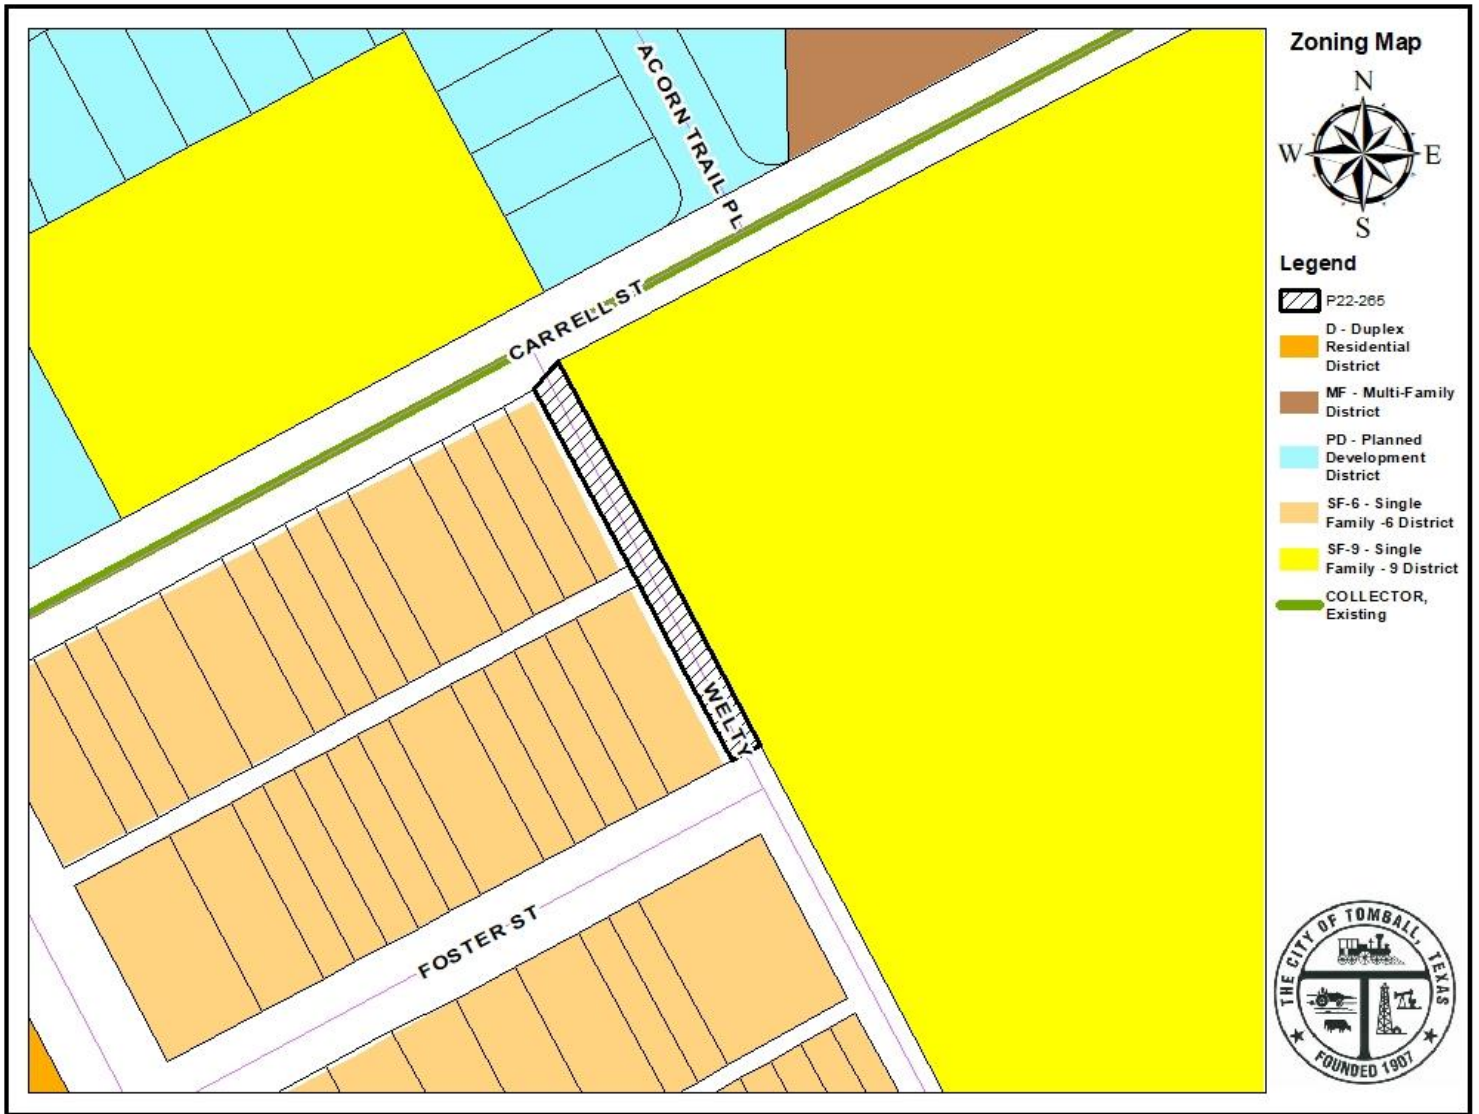 Zoning Map
N
W
E
S
Legend
P22-265
D - Duplex
Residential
District
MF - Multi-Family
District
PD - Planned
Development
District
SF-6 - Single
Family -6 District
SF-9 - Single
Family - 9 District
COLLECTOR,
Existing
ACORN TRAIL PL
CARRELL ST
WELTY
FOSTER ST
THE CITY OF TOMBALL, TEXAS
FOUNDED 1907